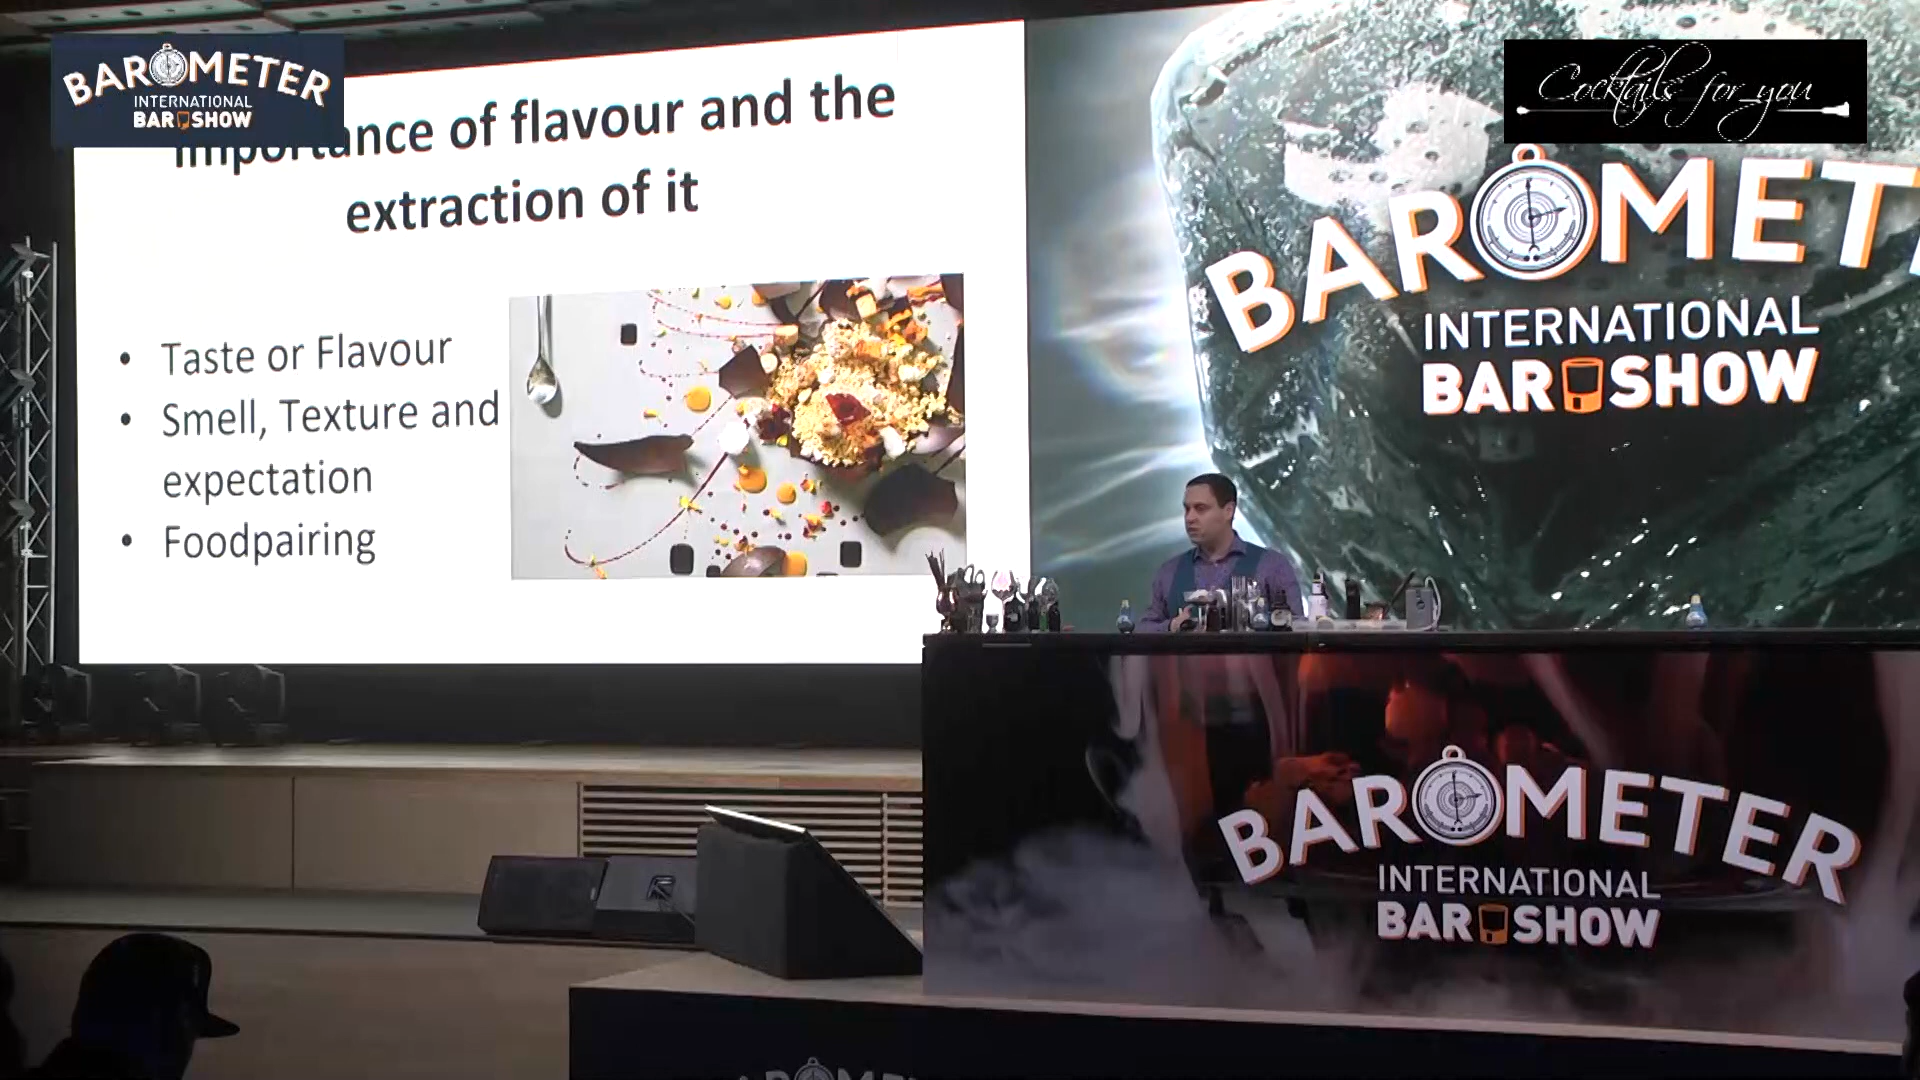 BAROMETER
INTERNATIONAL
BAR SHOW
Importance of flavour and the
extraction of it
• Taste or Flavour
• Smell, Texture and
expectation
• Foodpairing
Cocktails for you
BAROMET
INTERNATIONAL
BAR SHOW
BAROMETER
INTERNATIONAL
BAR SHOW